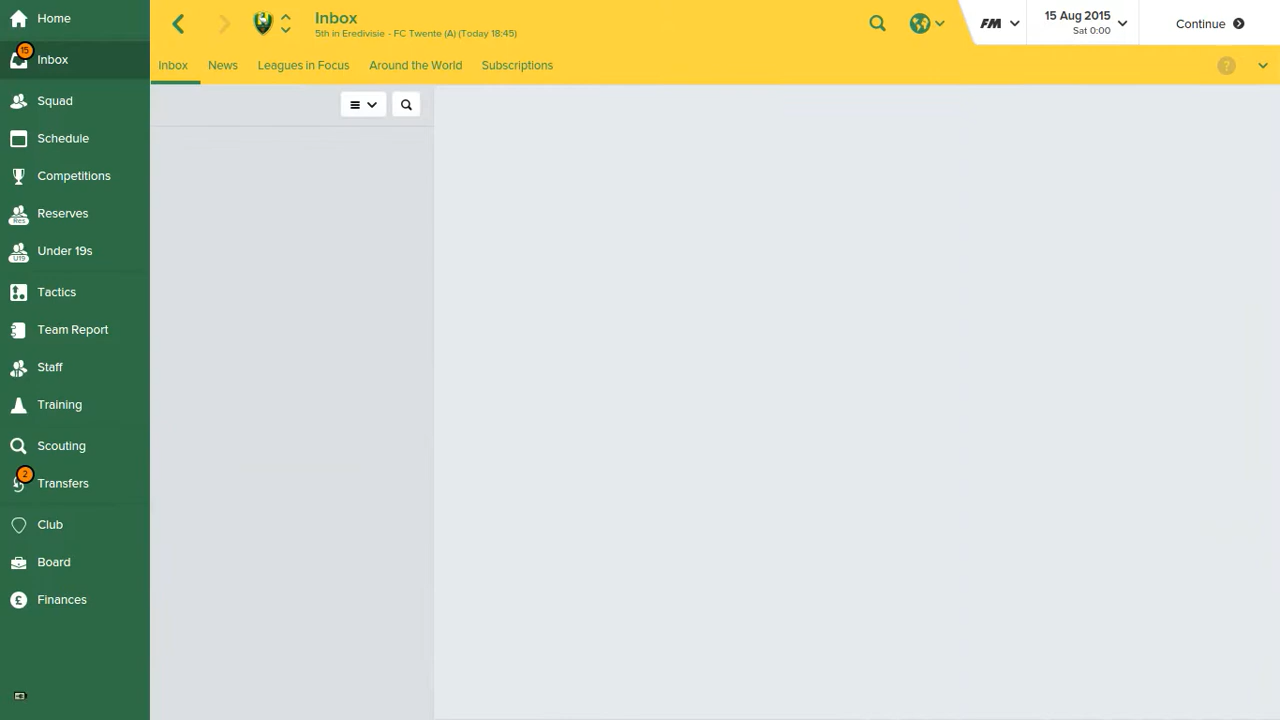 Home
15
Inbox
Squad
Schedule
Competitions
Res
Reserves
U19
Under 19s
Tactics
Team Report
Staff
Training
Scouting
2
Transfers
Club
Board
£
Finances
Inbox
5th in Eredivisie - FC Twente (A) (Today 18:45)
FM
15 Aug 2015
Sat 0:00
Continue
Inbox News Leagues in Focus Around the World Subscriptions
?